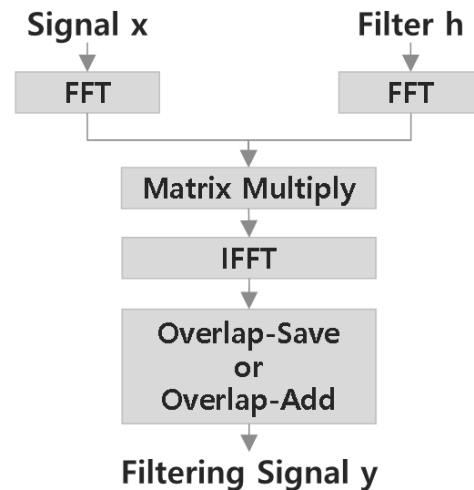 Signal x
Filter h
FFT
FFT
Matrix Multiply
IFFT
Overlap-Save
or
Overlap-Add
Filtering Signal y